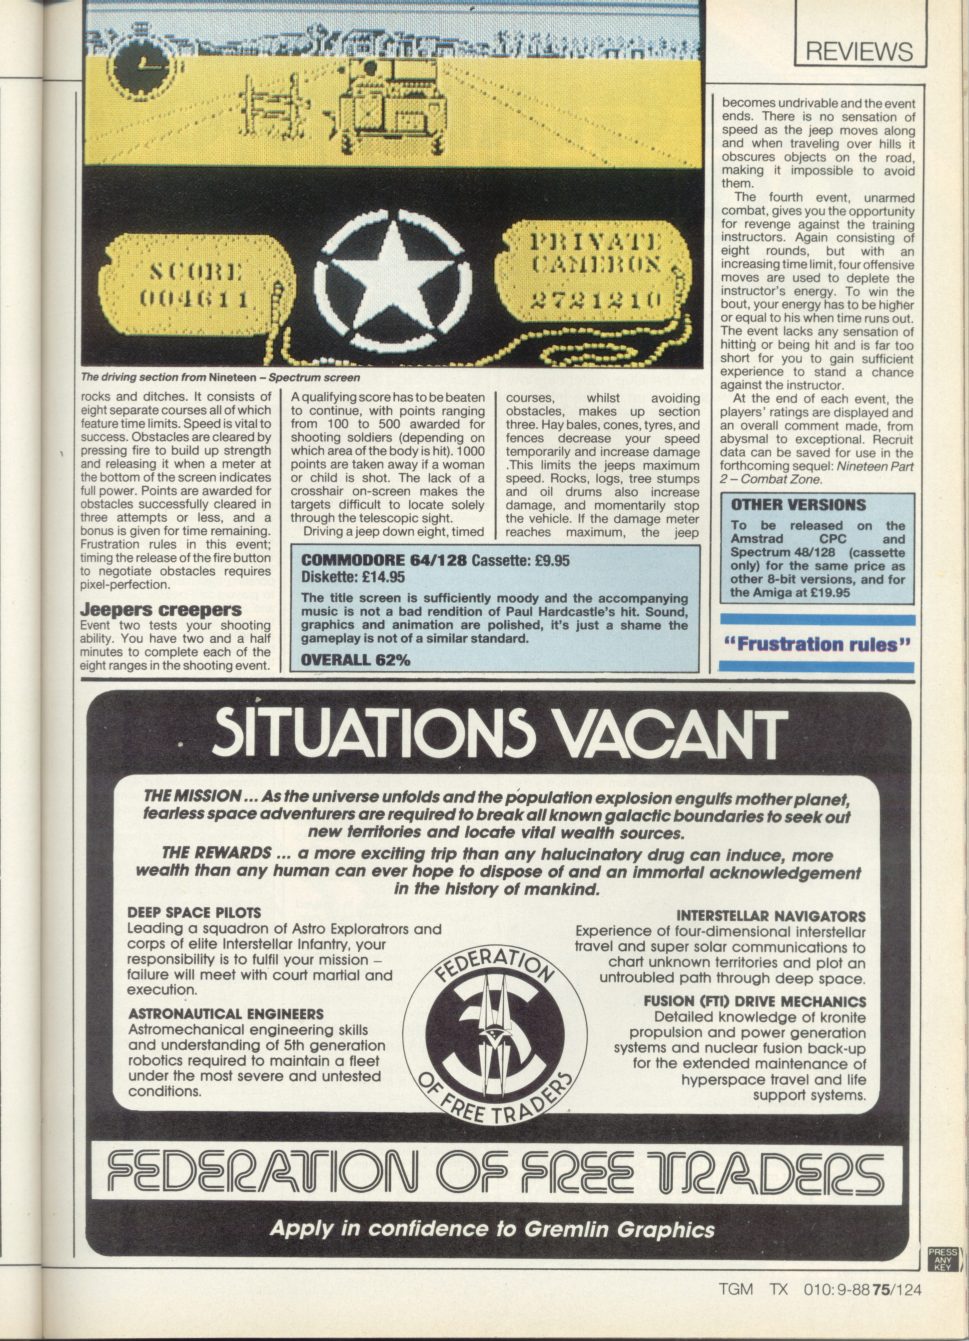 REVIEWS
SCORE
004611
PRIVATE
CAMERON
2721210
The driving section from Nineteen – Spectrum screen
rocks and ditches. It consists of
eight separate courses all of which
feature time limits. Speed is vital to
success. Obstacles are cleared by
pressing fire to build up strength
and releasing it when a meter at
the bottom of the screen indicates
full power. Points are awarded for
obstacles successfully cleared in
three attempts or less, and a
bonus is given for time remaining.
Frustration rules in this event;
timing the release of the fire button
to negotiate obstacles requires
pixel-perfection.
Jeepers creepers
Event two tests your shooting
ability. You have two and a half
minutes to complete each of the
eight ranges in the shooting event.
A qualifying score has to be beaten
to continue, with points ranging
from 100 to 500 awarded for
shooting soldiers (depending on
which area of the body is hit). 1000
points are taken away if a woman
or child is shot. The lack of a
crosshair on-screen makes the
targets difficult to locate solely
through the telescopic sight.
Driving a jeep down eight, timed
courses, whilst avoiding
obstacles, makes up section
three. Hay bales, cones, tyres, and
fences decrease your speed
temporarily and increase damage
.This limits the jeeps maximum
speed. Rocks, logs, tree stumps
and oil drums also increase
damage, and momentarily stop
the vehicle. If the damage meter
reaches maximum, the jeep
becomes undrivable and the event
ends. There is no sensation of
speed as the jeep moves along
and when traveling over hills it
obscures objects on the road,
making it impossible to avoid
them.
The fourth event, unarmed
combat, gives you the opportunity
for revenge against the training
instructors. Again consisting of
eight rounds, but with an
increasing time limit, four offensive
moves are used to deplete the
instructor's energy. To win the
bout, your energy has to be higher
or equal to his when time runs out.
The event lacks any sensation of
hitting or being hit and is far too
short for you to gain sufficient
experience to stand a chance
against the instructor.
At the end of each event, the
players' ratings are displayed and
an overall comment made, from
abysmal to exceptional. Recruit
data can be saved for use in the
forthcoming sequel: Nineteen Part
2 – Combat Zone.
COMMODORE 64/128 Cassette: £9.95
Diskette: £14.95
The title screen is sufficiently moody and the accompanying
music is not a bad rendition of Paul Hardcastle's hit. Sound,
graphics and animation are polished, it's just a shame the
gameplay is not of a similar standard.
OVERALL 62%
OTHER VERSIONS
To be released on the
Amstrad CPC and
Spectrum 48/128 (cassette
only) for the same price as
other 8-bit versions, and for
the Amiga at £19.95
"Frustration rules"
SITUATIONS VACANT
THE MISSION ... As the universe unfolds and the population explosion engulfs mother planet,
fearless space adventurers are required to break all known galactic boundaries to seek out
new territories and locate vital wealth sources.
THE REWARDS ... a more exciting trip than any halucinatory drug can induce, more
wealth than any human can ever hope to dispose of and an immortal acknowledgement
in the history of mankind.
DEEP SPACE PILOTS
Leading a squadron of Astro Exploratrors and
corps of elite Interstellar Infantry, your
responsibility is to fulfil your mission –
failure will meet with court martial and
execution.
ASTRONAUTICAL ENGINEERS
Astromechanical engineering skills
and understanding of 5th generation
robotics required to maintain a fleet
under the most severe and untested
conditions.
FEDERATION
OF FREE TRADERS
INTERSTELLAR NAVIGATORS
Experience of four-dimensional interstellar
travel and super solar communications to
chart unknown territories and plot an
untroubled path through deep space.
FUSION (FTI) DRIVE MECHANICS
Detailed knowledge of kronite
propulsion and power generation
systems and nuclear fusion back-up
for the extended maintenance of
hyperspace travel and life
support systems.
FEDERATION OF FREE TRADERS
Apply in confidence to Gremlin Graphics
PRESS
ANY
KEY
TGM TX 010:9-88 75/124